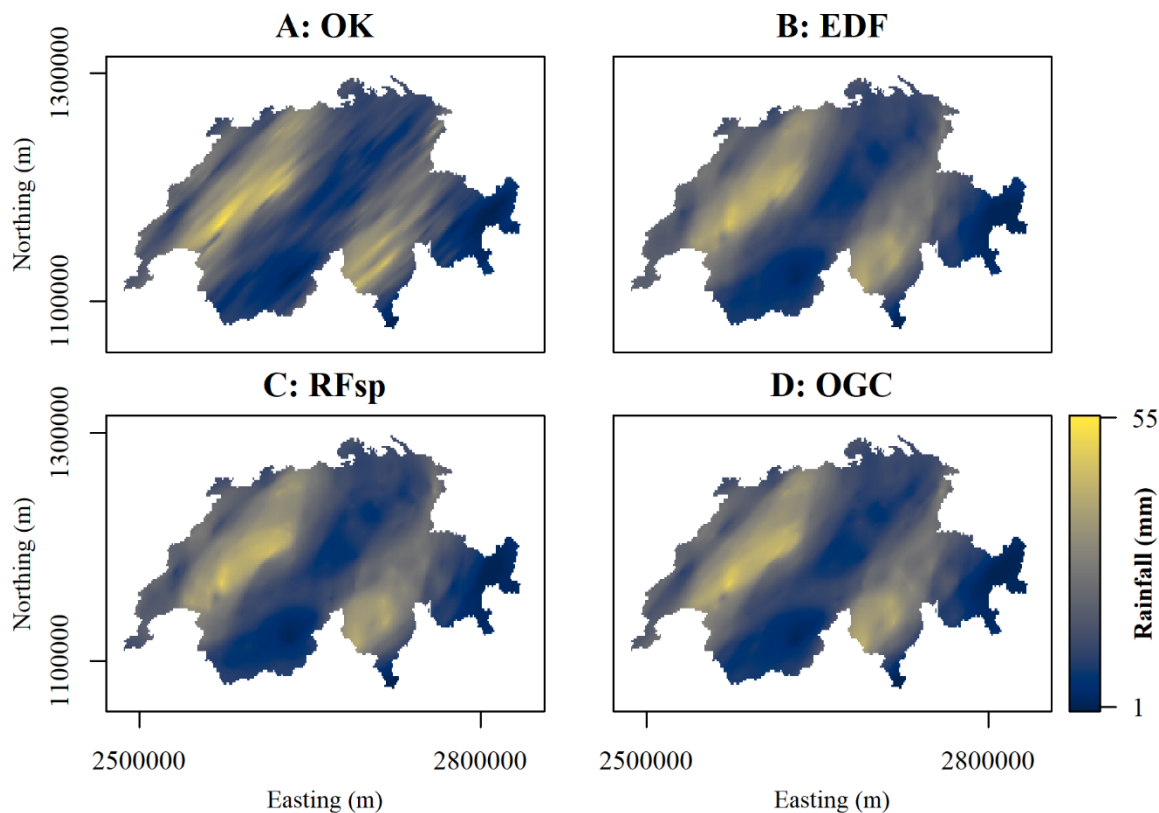 A: OK
B: EDF
1300000
Northing (m)
1100000
C: RFsp
D: OGC
1300000
Northing (m)
1100000
55
Rainfall (mm)
1
2500000
2800000
2500000
2800000
Easting (m)
Easting (m)